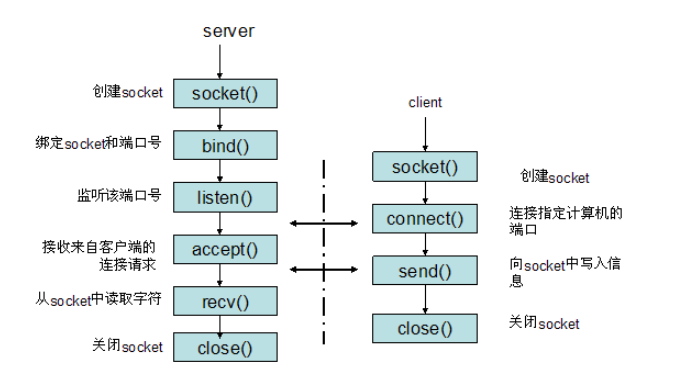 server
创建socket
socket()
绑定socket和端口号
bind()
监听该端口号
listen()
接收来自客户端的
连接请求
accept()
从socket中读取字符
recv()
关闭socket
close()
client
socket()
创建socket
connect()
连接指定计算机的
端口
send()
向socket中写入信
息
close()
关闭socket